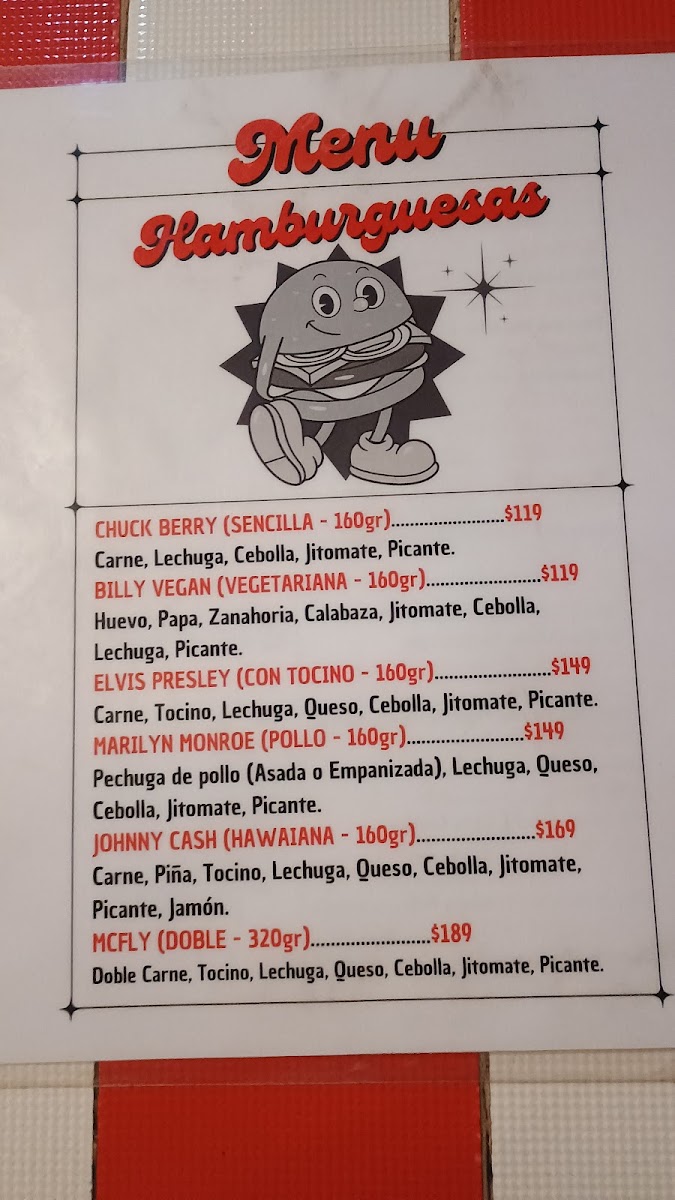 Menu
Hamburguesas
CHUCK BERRY (SENCILLA - 160gr).......................$119
Carne, Lechuga, Cebolla, Jitomate, Picante.
BILLY VEGAN (VEGETARIANA - 160gr).......................$119
Huevo, Papa, Zanahoria, Calabaza, Jitomate, Cebolla,
Lechuga, Picante.
ELVIS PRESLEY (CON TOCINO - 160gr).......................$149
Carne, Tocino, Lechuga, Queso, Cebolla, Jitomate, Picante.
MARILYN MONROE (POLLO - 160gr).......................$149
Pechuga de pollo (Asada o Empanizada), Lechuga, Queso,
Cebolla, Jitomate, Picante.
JOHNNY CASH (HAWAIANA - 160gr)........................$169
Carne, Piña, Tocino, Lechuga, Queso, Cebolla, Jitomate,
Picante, Jamón.
MCFLY (DOBLE - 320gr)........................$189
Doble Carne, Tocino, Lechuga, Queso, Cebolla, Jitomate, Picante.